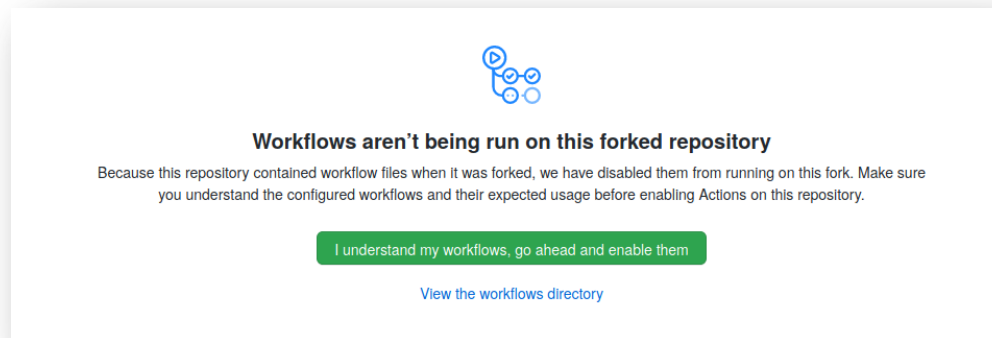 Workflows aren’t being run on this forked repository
Because this repository contained workflow files when it was forked, we have disabled them from running on this fork. Make sure
you understand the configured workflows and their expected usage before enabling Actions on this repository.
I understand my workflows, go ahead and enable them
View the workflows directory